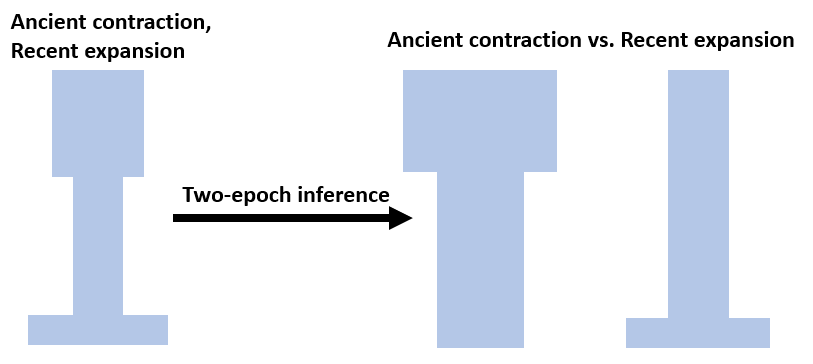 Ancient contraction,
Recent expansion
Ancient contraction vs. Recent expansion
Two-epoch inference